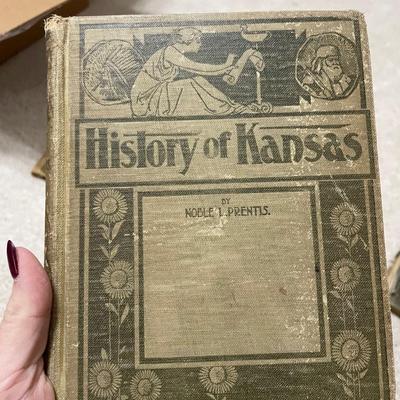 History of Kansas
BY
NOBLE L. PRENTIS.